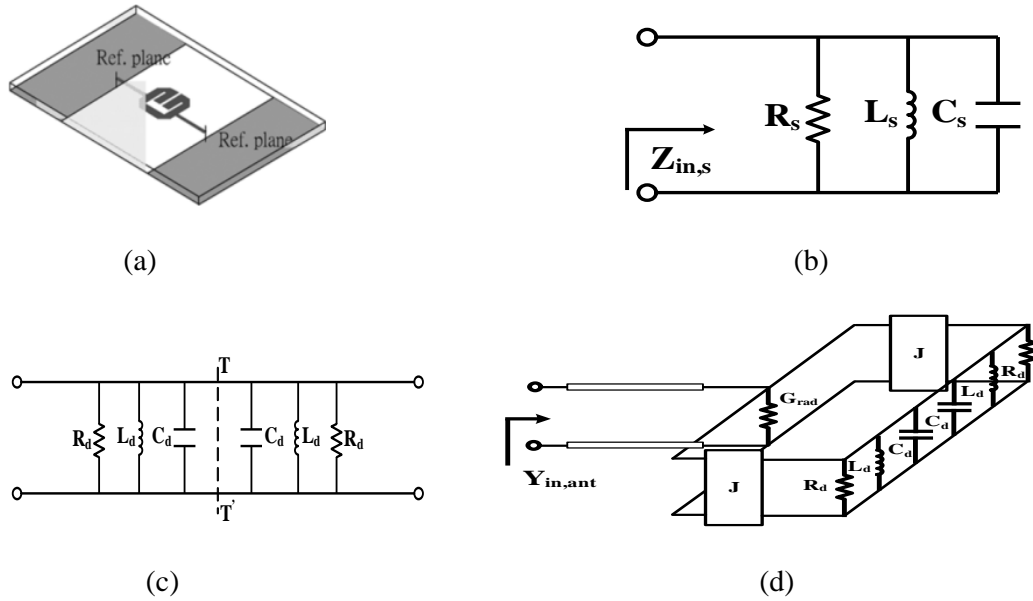 Ref. plane
Ref. plane
(a)
R_s L_s C_s
Z_in,s
(b)
T
R_d L_d C_d C_d L_d R_d
T'
(c)
J
G_rad
R_d
L_d
C_d
C_d
L_d
R_d
J
Y_in,ant
(d)